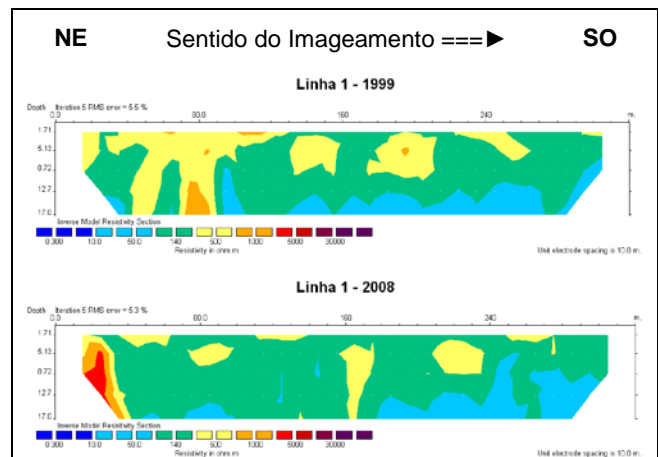 NE Sentido do Imageamento ===► SO
Linha 1 - 1999
Depth Iteration 5 RMS error = 5.5 %
0.0 80.0 160 240 m.
1.71
5.13
8.72
12.7
17.0
Inverse Model Resistivity Section
0.300 10.0 50.0 140 500 1000 5000 30000
Resistivity in ohm.m
Unit electrode spacing is 10.0 m.
Linha 1 - 2008
Depth Iteration 5 RMS error = 5.3 %
0.0 80.0 160 240 m.
1.71
5.13
8.72
12.7
17.0
Inverse Model Resistivity Section
0.300 10.0 50.0 140 500 1000 5000 30000
Resistivity in ohm.m
Unit electrode spacing is 10.0 m.